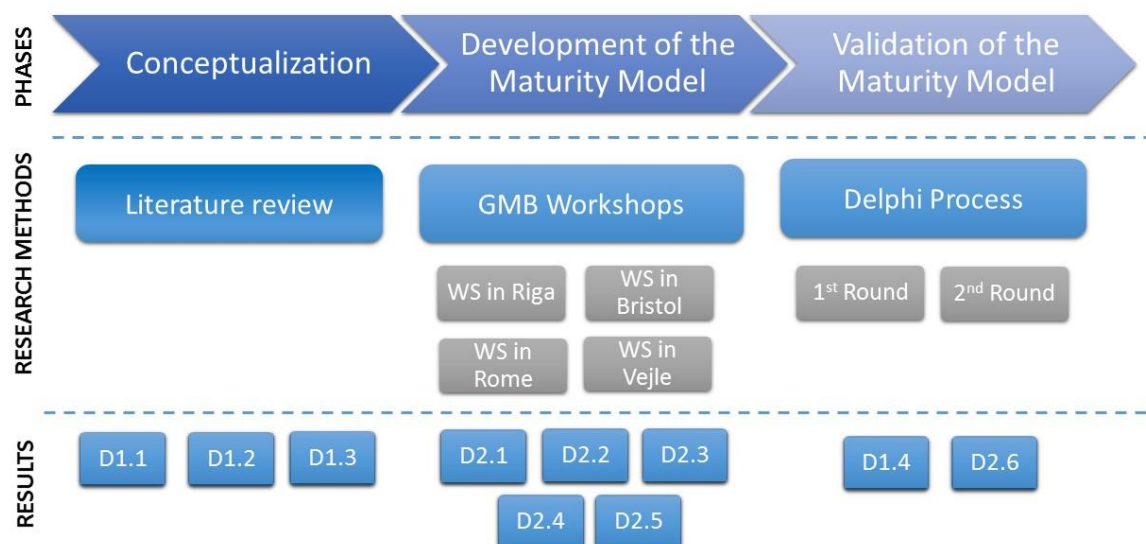 PHASES
Conceptualization
Development of the
Maturity Model
Validation of the
Maturity Model
RESEARCH METHODS
Literature review
GMB Workshops
Delphi Process
WS in Riga
WS in
Bristol
1st Round
2nd Round
WS in
Rome
WS in
Vejle
RESULTS
D1.1
D1.2
D1.3
D2.1
D2.2
D2.3
D1.4
D2.6
D2.4
D2.5